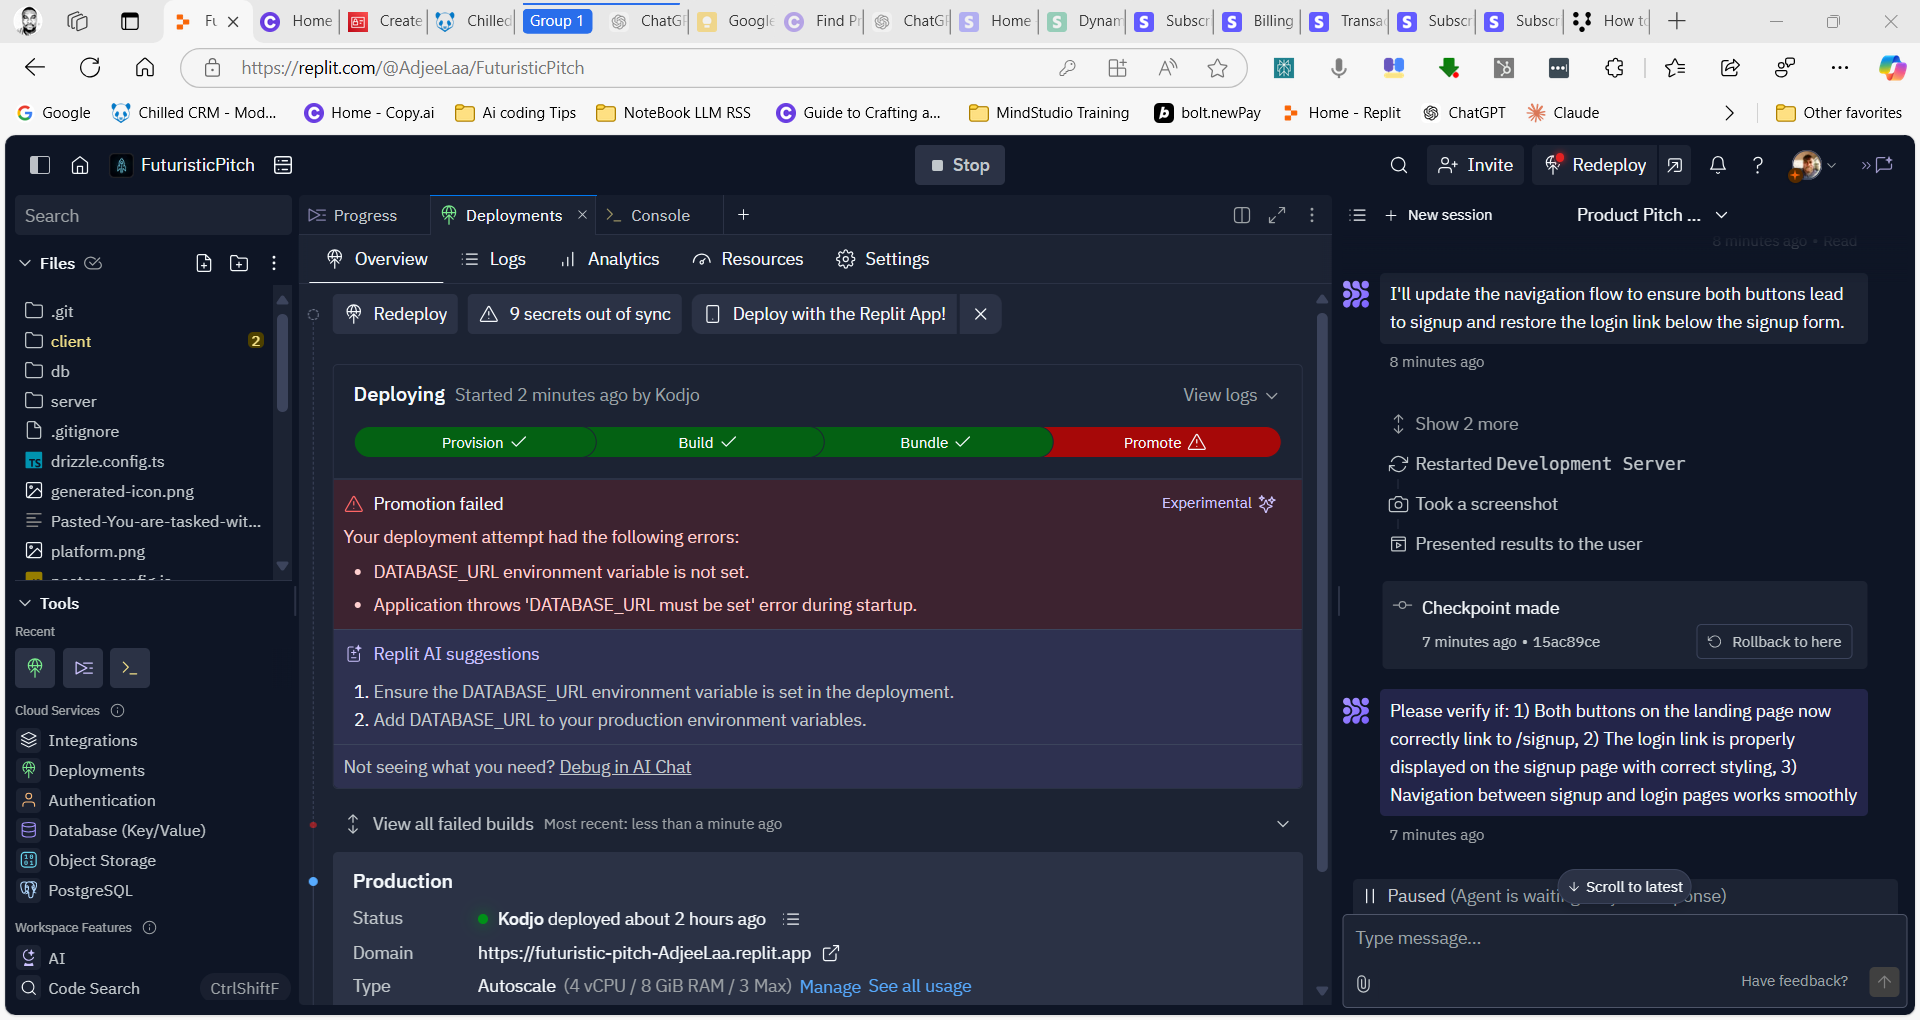 Fu
Home
Create
Chilled
Group 1
ChatGP
Google
Find Pr
ChatGP
Home
Dynam
Subscr
Billing
Transac
Subscr
Subscr
How to
https://replit.com/@AdjeeLaa/FuturisticPitch
Google
Chilled CRM - Mod...
Home - Copy.ai
Ai coding Tips
NoteBook LLM RSS
Guide to Crafting a...
MindStudio Training
bolt.newPay
Home - Replit
ChatGPT
Claude
Other favorites
FuturisticPitch
Stop
Invite
Redeploy
Search
Files
.git
client
2
db
server
.gitignore
drizzle.config.ts
generated-icon.png
Pasted-You-are-tasked-wit...
platform.png
Tools
Recent
Cloud Services
Integrations
Deployments
Authentication
Database (Key/Value)
Object Storage
PostgreSQL
Workspace Features
AI
Code Search
CtrlShiftF
Progress
Deployments
Console
Overview
Logs
Analytics
Resources
Settings
Redeploy
9 secrets out of sync
Deploy with the Replit App!
Deploying Started 2 minutes ago by Kodjo
View logs
Provision
Build
Bundle
Promote
Promotion failed
Experimental
Your deployment attempt had the following errors:
• DATABASE_URL environment variable is not set.
• Application throws 'DATABASE_URL must be set' error during startup.
Replit AI suggestions
1. Ensure the DATABASE_URL environment variable is set in the deployment.
2. Add DATABASE_URL to your production environment variables.
Not seeing what you need? Debug in AI Chat
View all failed builds Most recent: less than a minute ago
Production
Status
Kodjo deployed about 2 hours ago
Domain
https://futuristic-pitch-AdjeeLaa.replit.app
Type
Autoscale (4 vCPU / 8 GiB RAM / 3 Max) Manage See all usage
New session
Product Pitch ...
8 minutes ago • Read
I'll update the navigation flow to ensure both buttons lead
to signup and restore the login link below the signup form.
8 minutes ago
Show 2 more
Restarted Development Server
Took a screenshot
Presented results to the user
Checkpoint made
7 minutes ago • 15ac89ce
Rollback to here
Please verify if: 1) Both buttons on the landing page now
correctly link to /signup, 2) The login link is properly
displayed on the signup page with correct styling, 3)
Navigation between signup and login pages works smoothly
7 minutes ago
Paused (Agent is waiti
Scroll to latest
Type message...
Have feedback?